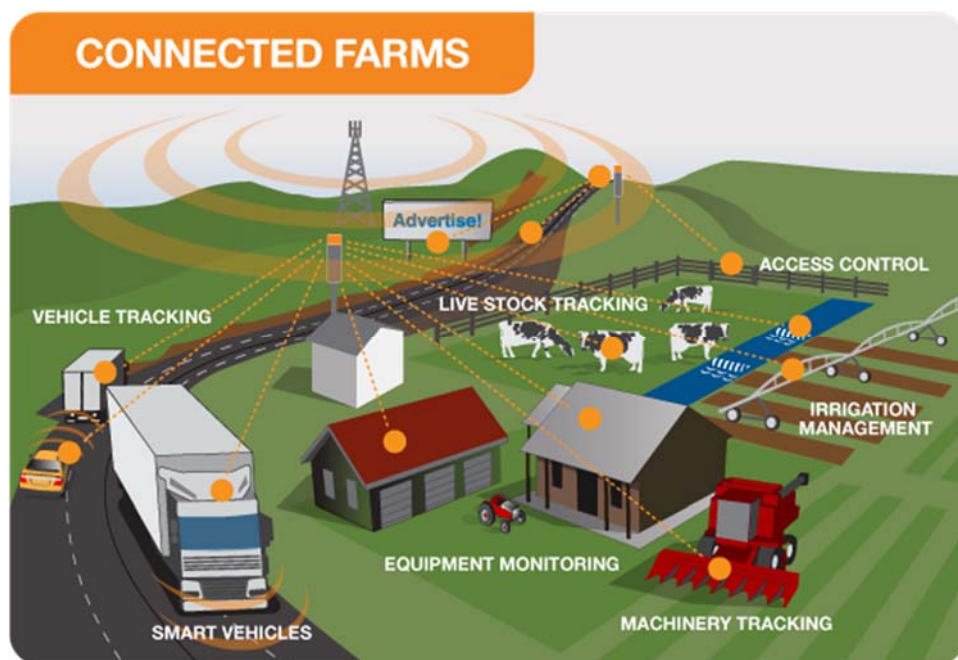 CONNECTED FARMS
Advertise!
ACCESS CONTROL
LIVE STOCK TRACKING
VEHICLE TRACKING
IRRIGATION
MANAGEMENT
EQUIPMENT MONITORING
MACHINERY TRACKING
SMART VEHICLES